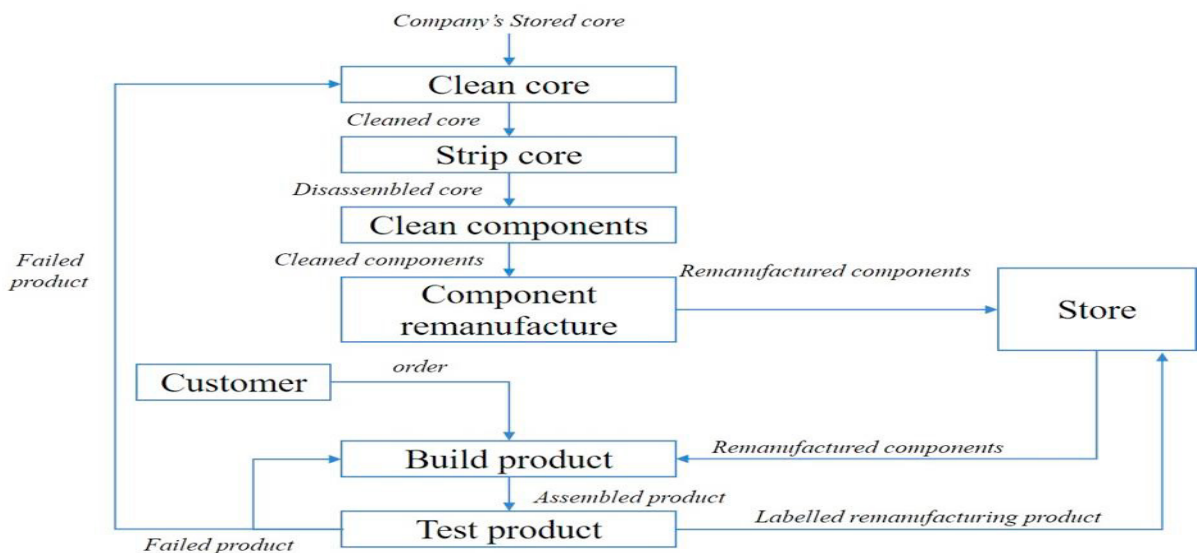 Company's Stored core
Clean core
Cleaned core
Strip core
Disassembled core
Clean components
Cleaned components
Remanufactured components
Failed
product
Component
remanufacture
Store
Customer
order
Build product
Remanufactured components
Assembled product
Test product
Labelled remanufacturing product
Failed product